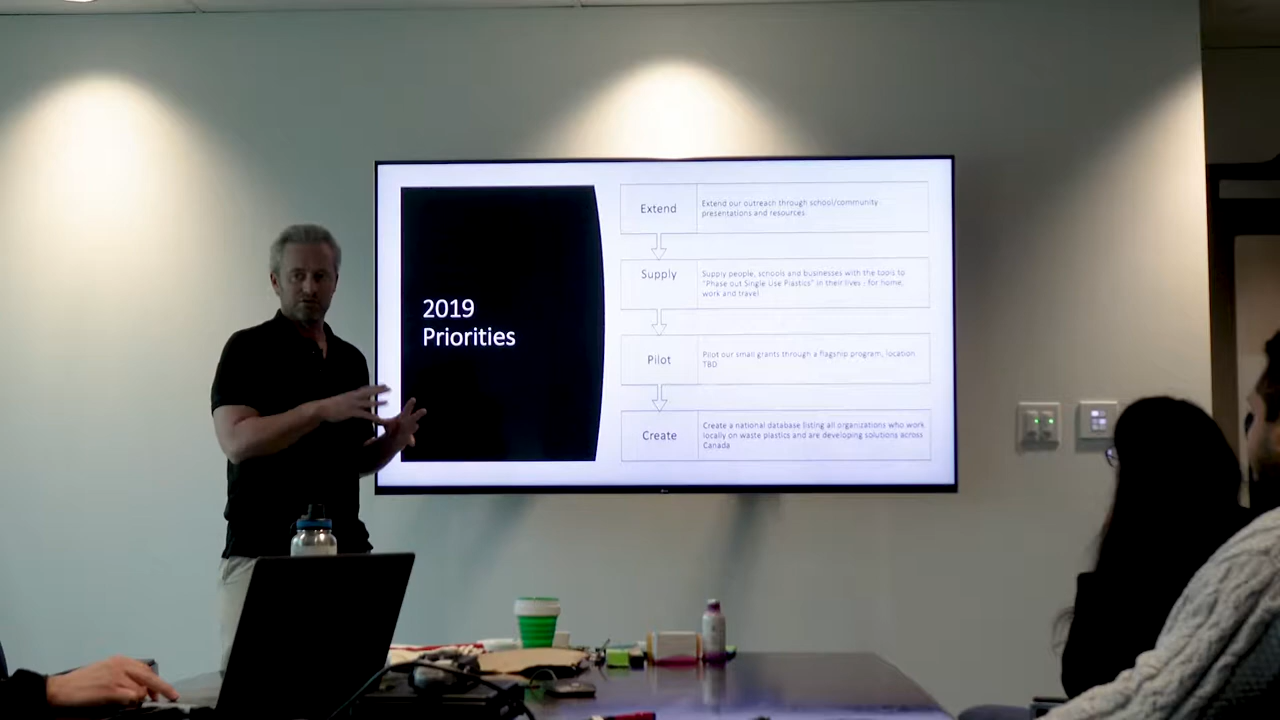 2019
Priorities
Extend
Extend our outreach through school/community
presentations and resources
Supply
Supply people, schools and businesses with the tools to
"Phase out Single Use Plastics" in their lives - for home,
work and travel
Pilot
Pilot our small grants through a flagship program, location
TBD
Create
Create a national database listing all organizations who work
locally on waste plastics and are developing solutions across
Canada